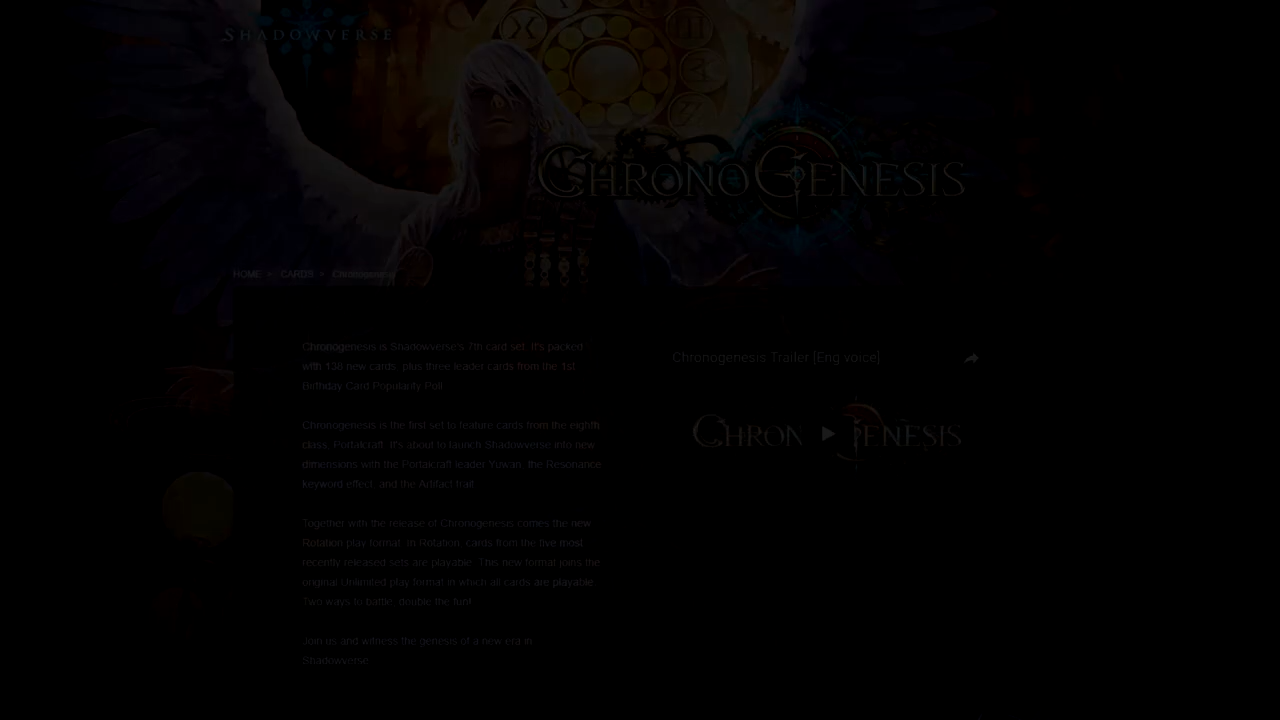 SHADOWVERSE
CHRONOGENESIS
HOME CARDS Chronogenesis
Chronogenesis is Shadowverse's 7th card set. It's packed
with 136 new cards, plus three leader cards from the 1st
Birthday Card Popularity Poll.
Chronogenesis is the first set to feature cards from the eighth
class, Portalcraft. It's about to launch Shadowverse into new
dimensions with the Portalcraft leader Yuwan, the Resonance
keyword effect, and the Artifact trait.
Together with the release of Chronogenesis comes the new
Rotation play format. In Rotation, cards from the five most
recently released sets are playable. This new format joins the
original Unlimited play format in which all cards are playable.
Two ways to battle, double the fun!
Join us and witness the genesis of a new era in
Shadowverse.
Chronogenesis Trailer [Eng voice]
CHRON GENESIS